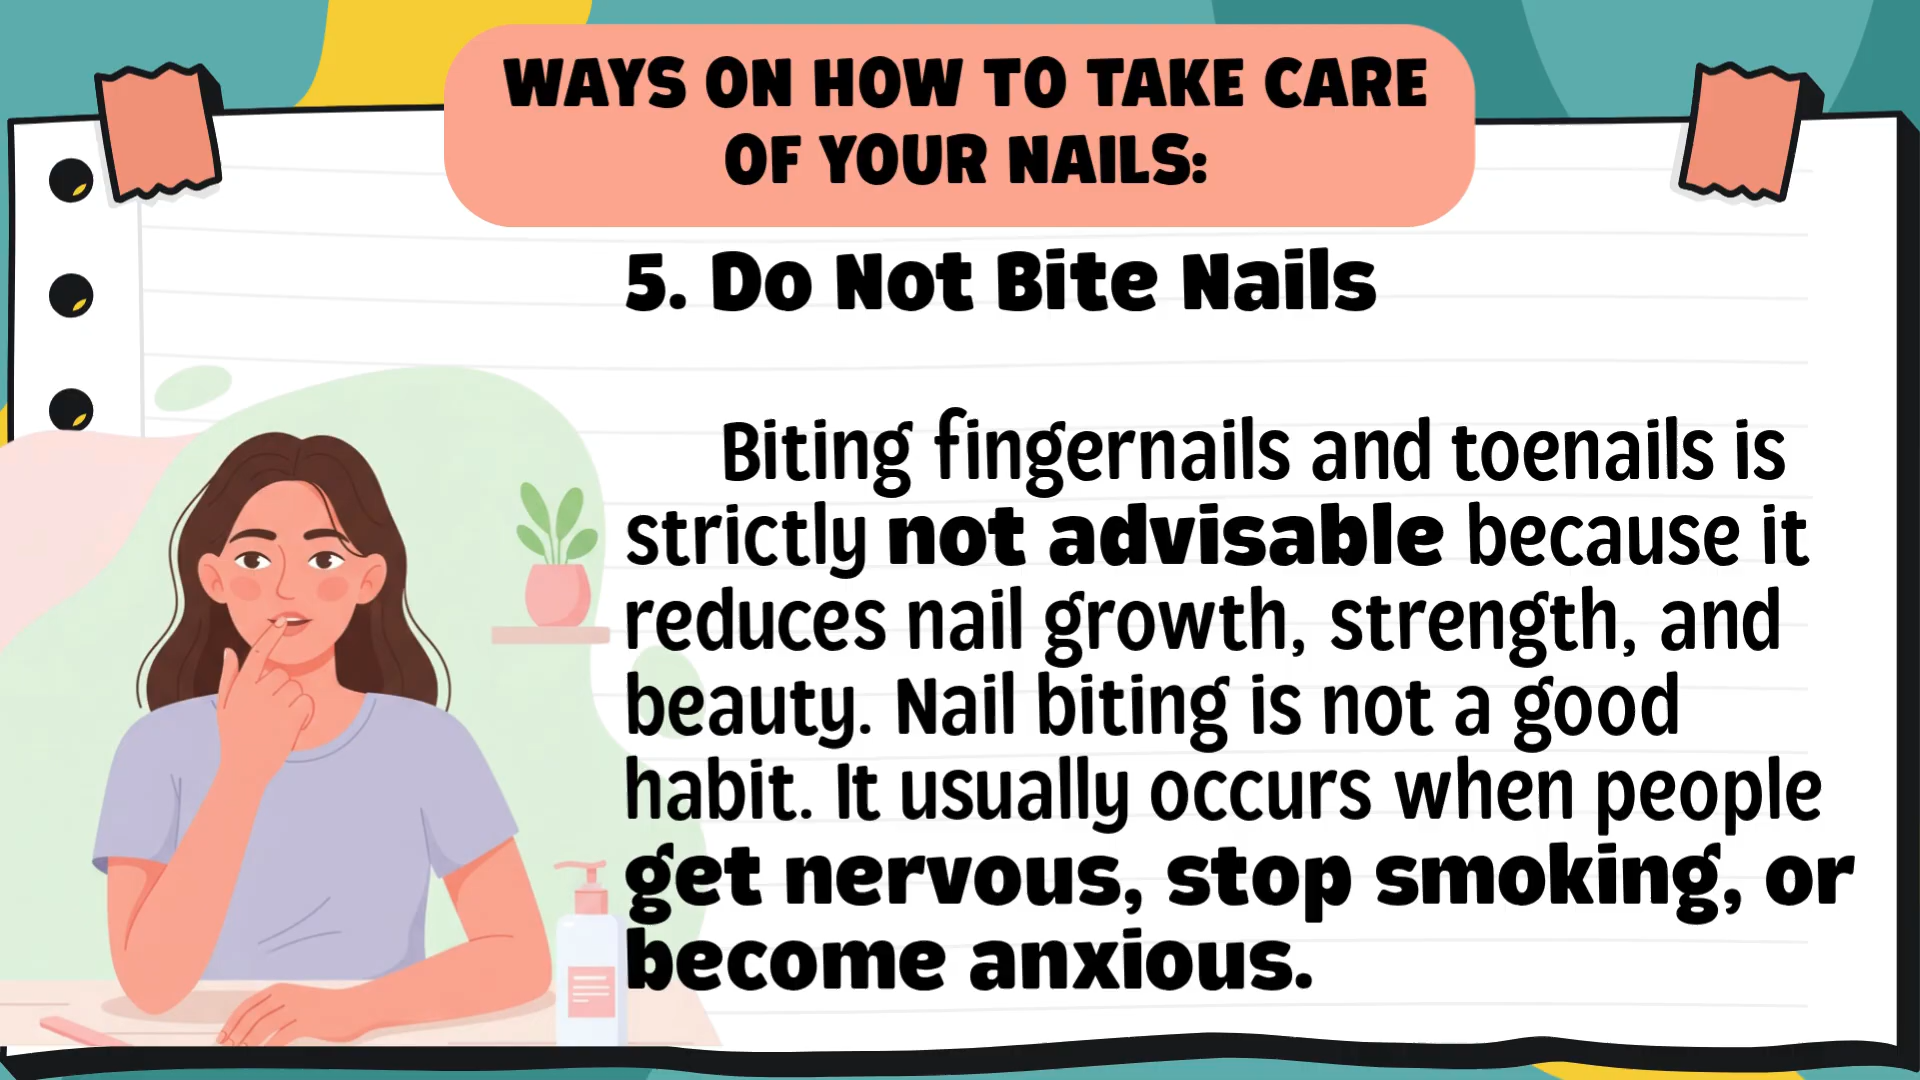 WAYS ON HOW TO TAKE CARE
OF YOUR NAILS:
5. Do Not Bite Nails
Biting fingernails and toenails is
strictly not advisable because it
reduces nail growth, strength, and
beauty. Nail biting is not a good
habit. It usually occurs when people
get nervous, stop smoking, or
become anxious.